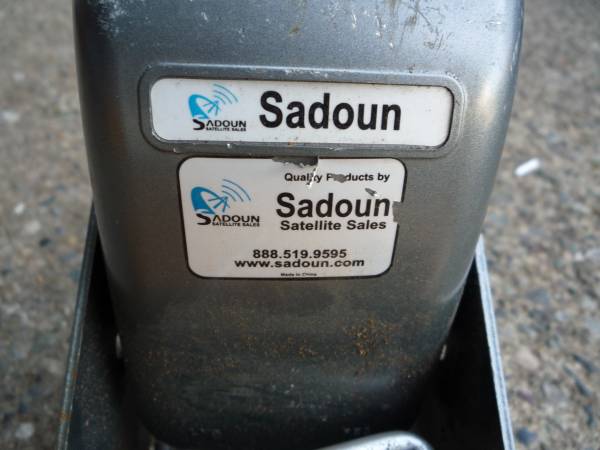 SADOUN
SATELLITE SALES
Sadoun
Quality Products by
SADOUN
SATELLITE SALES
Sadoun
Satellite Sales
888.519.9595
www.sadoun.com
Made in China